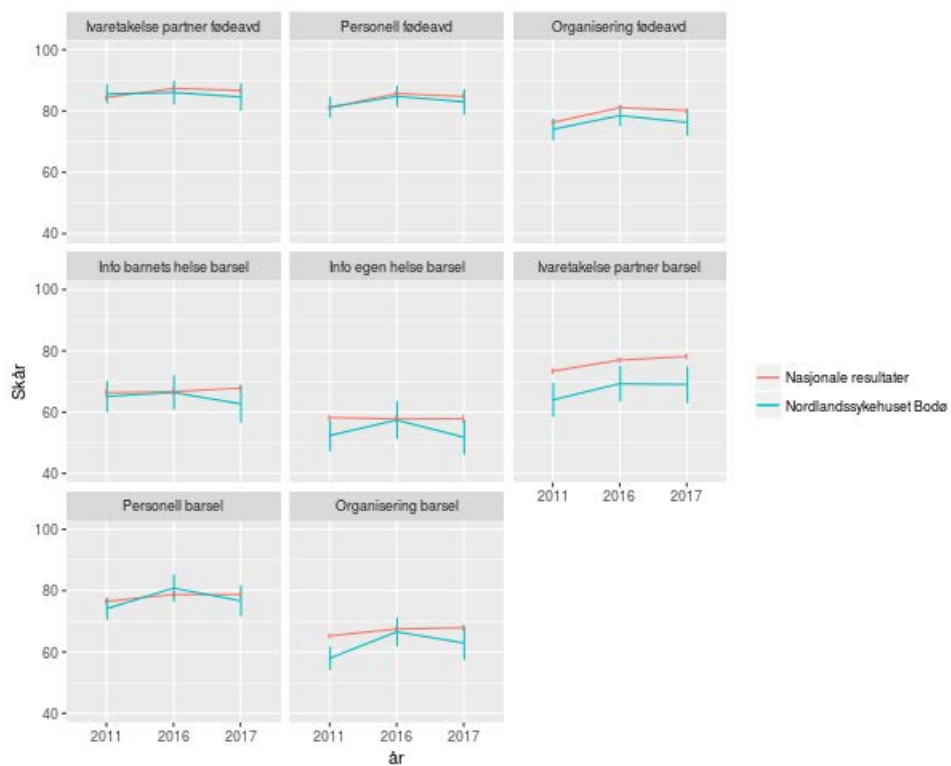 Ivaretakelse partner fødeavd
Personell fødeavd
Organisering fødeavd
100
80
60
40
Info barnets helse barsel
Info egen helse barsel
Ivaretakelse partner barsel
100
80
60
40
Skår
Nasjonale resultater
Nordlandssykehuset Bodø
2011 2016 2017
Personell barsel
Organisering barsel
100
80
60
40
2011 2016 2017
2011 2016 2017
år